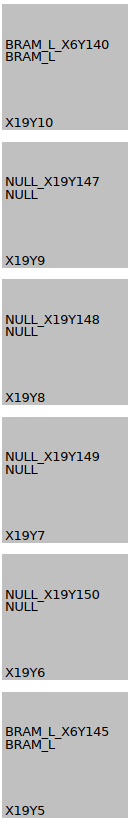 BRAM_L_X6Y140
BRAM_L
X19Y10
NULL_X19Y147
NULL
X19Y9
NULL_X19Y148
NULL
X19Y8
NULL_X19Y149
NULL
X19Y7
NULL_X19Y150
NULL
X19Y6
BRAM_L_X6Y145
BRAM_L
X19Y5